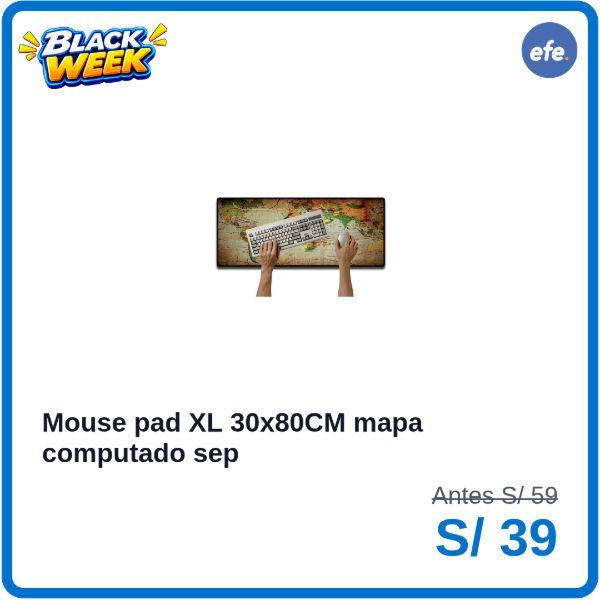 BLACK
WEEK
efe.
Mouse pad XL 30x80CM mapa
computado sep
Antes S/ 59
S/ 39